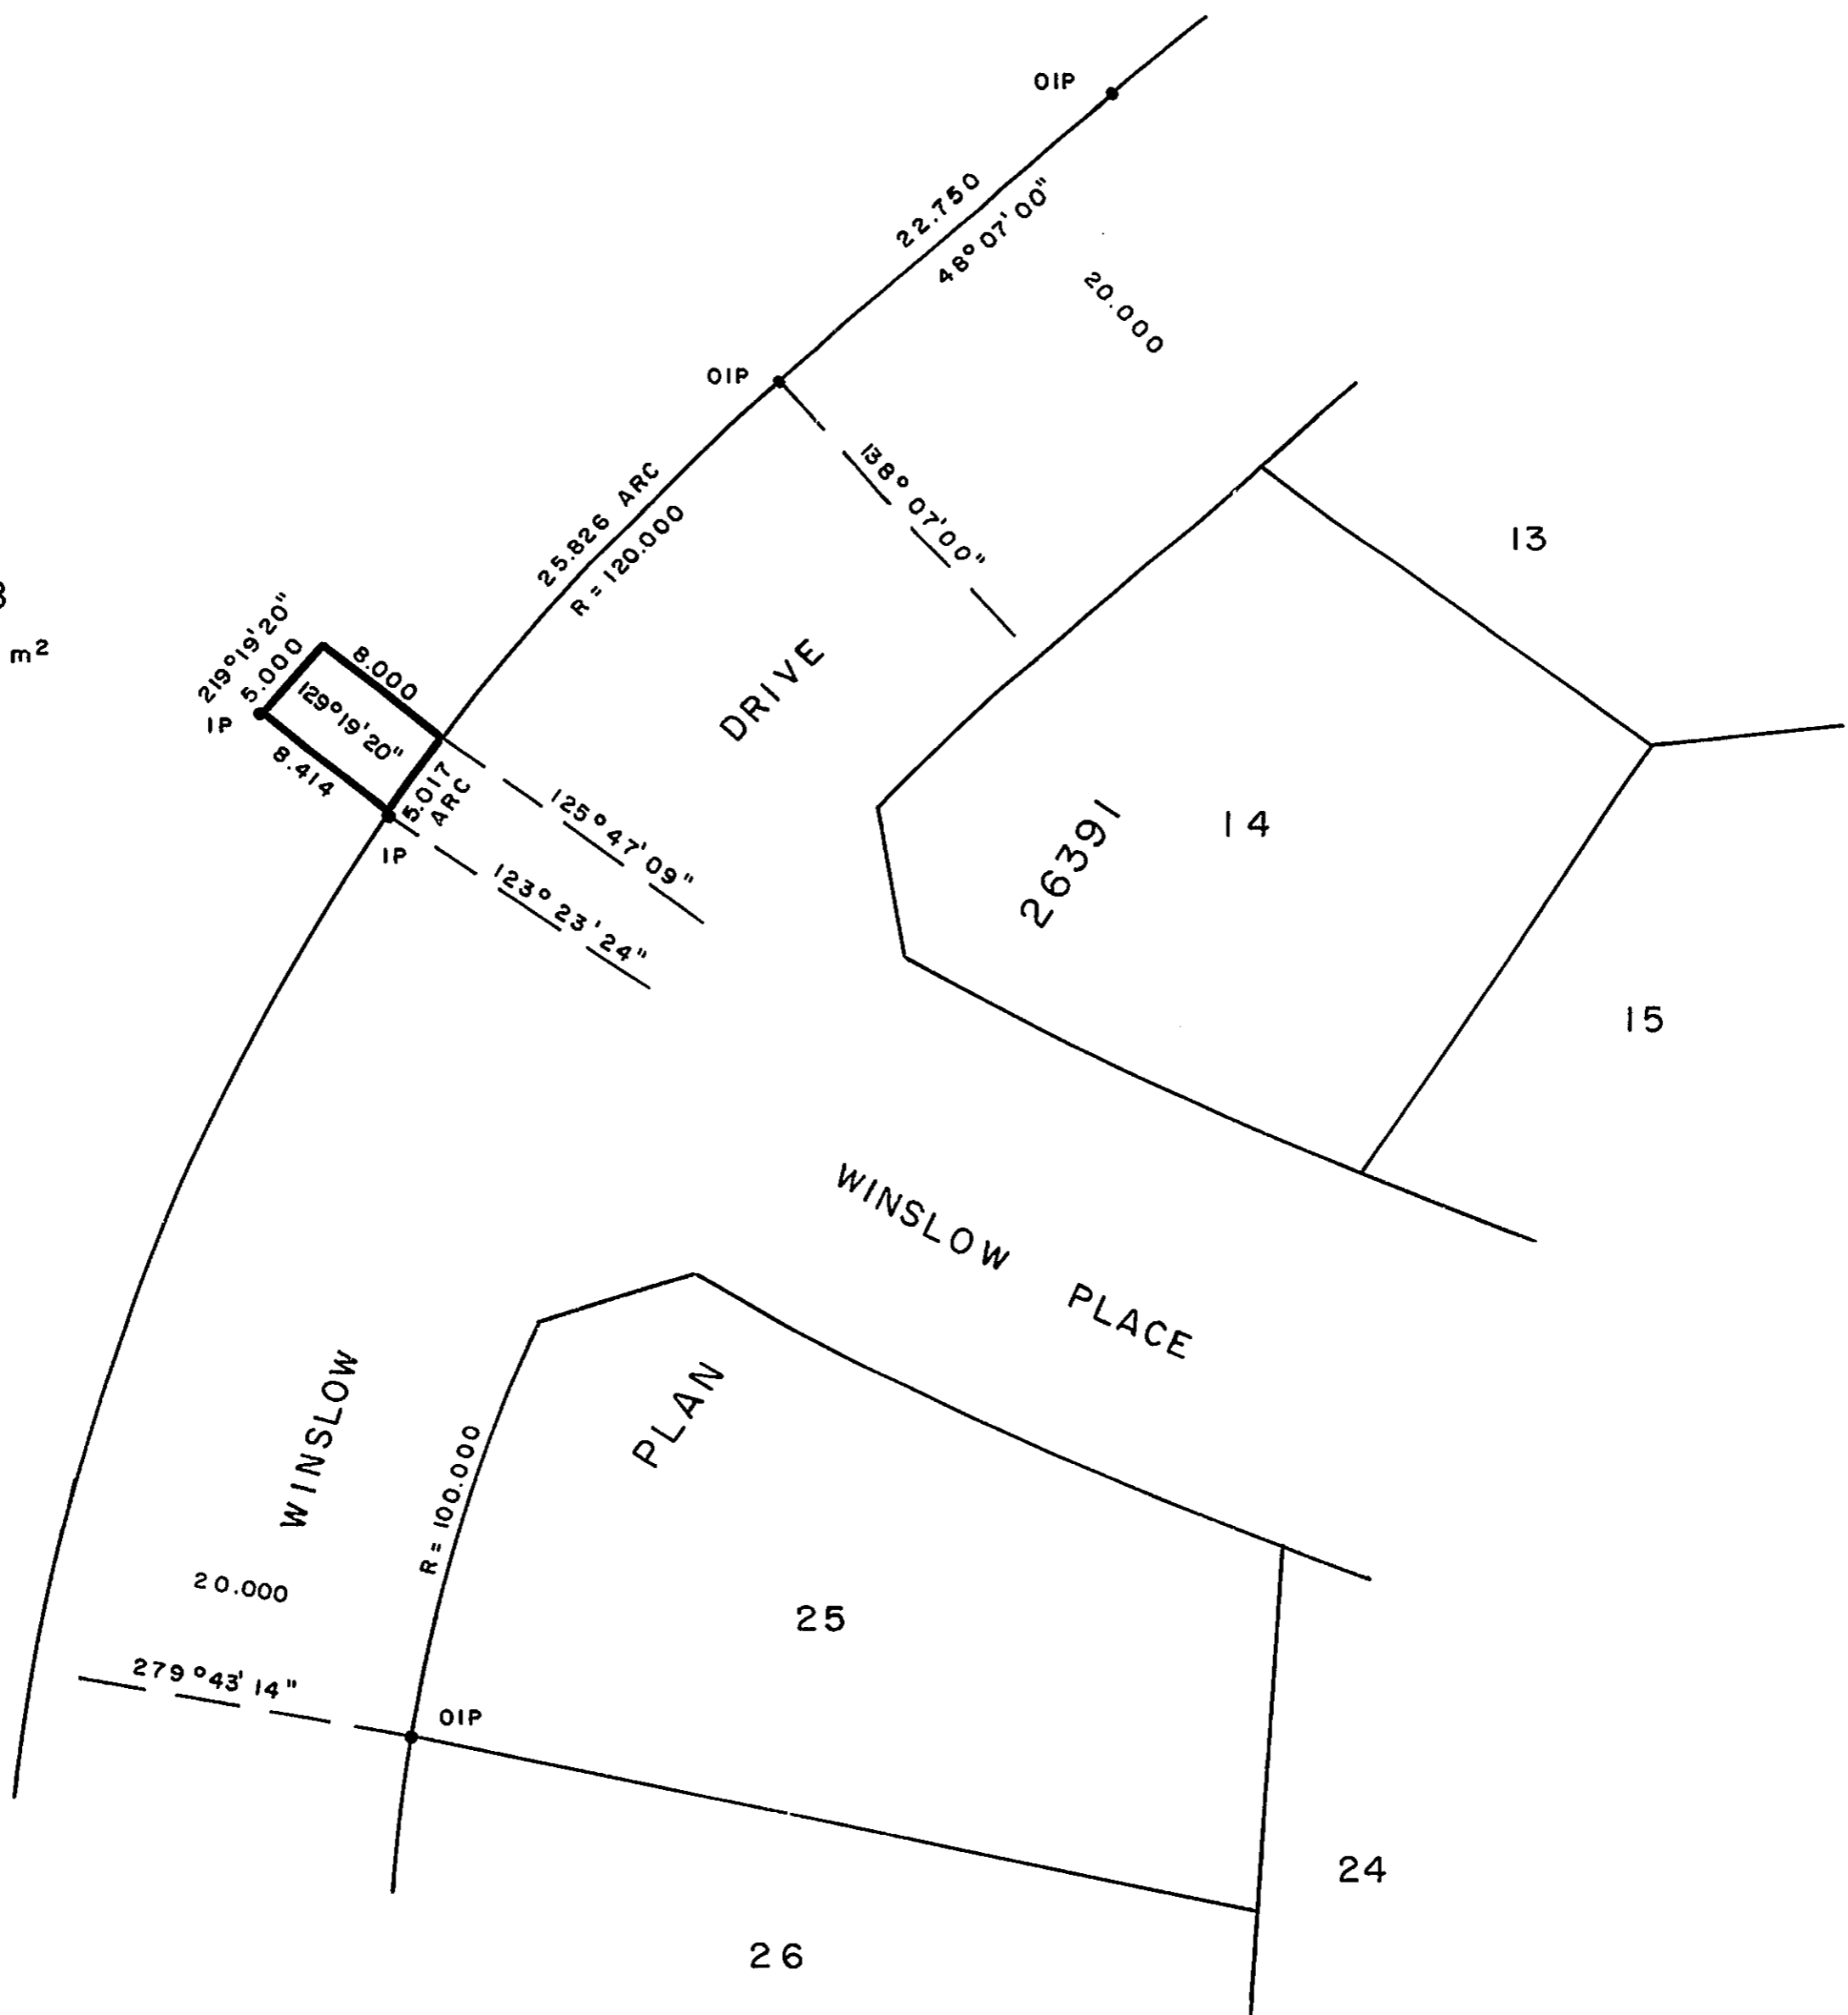 OIP
22.750
48°07'00"
20.000
OIP
138°07'00"
25.826 ARC
R = 120.000
13
m²
219°19'20"
5.000
8.000
129°19'20"
IP
8.414
5.017
ARC
IP
DRIVE
125°47'09"
123°23'24"
26391
14
15
WINSLOW PLACE
WINSLOW
PLAN
R = 100.000
20.000
25
279°43'14"
OIP
24
26